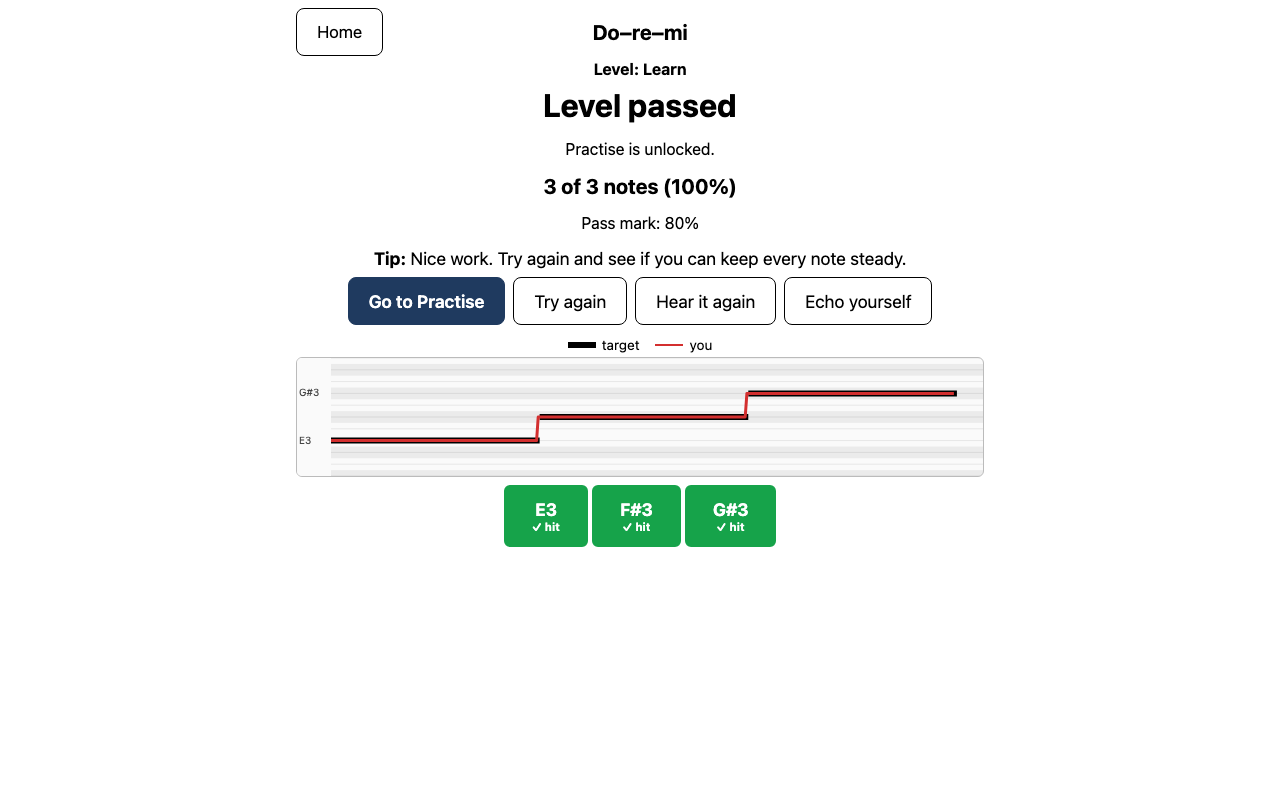 Home
Do–re–mi
Level: Learn
Level passed
Practise is unlocked.
3 of 3 notes (100%)
Pass mark: 80%
Tip: Nice work. Try again and see if you can keep every note steady.
Go to Practise
Try again
Hear it again
Echo yourself
target
you
G#3
E3
E3
✓ hit
F#3
✓ hit
G#3
✓ hit